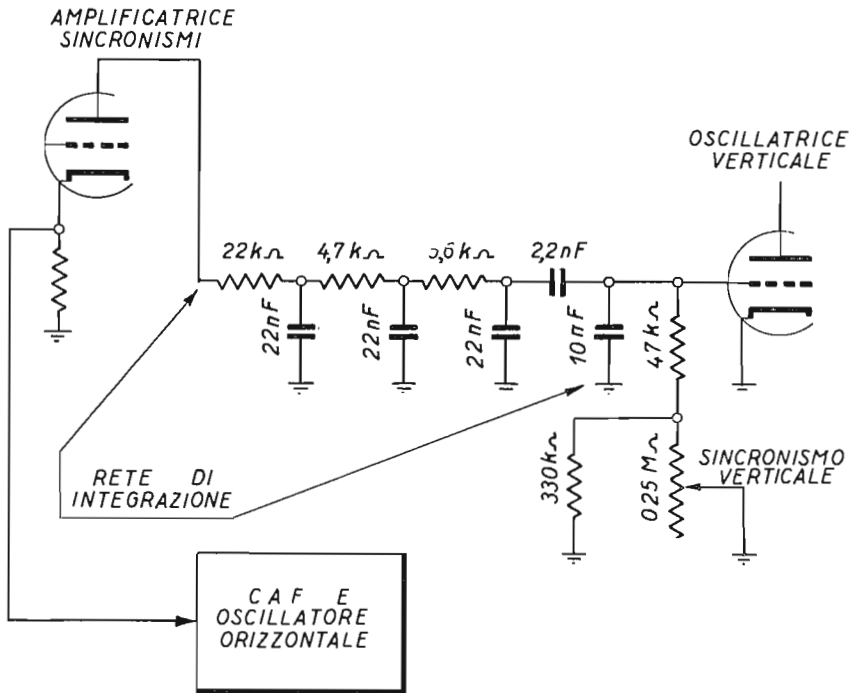 AMPLIFICATRICE
SINCRONISMI
OSCILLATRICE
VERTICALE
22kΩ
4,7kΩ
2,2nF
22nF
22nF
22nF
10nF
47kΩ
330kΩ
025MΩ
SINCRONISMO
VERTICALE
RETE DI
INTEGRAZIONE
CAF E
OSCILLATORE
ORIZZONTALE